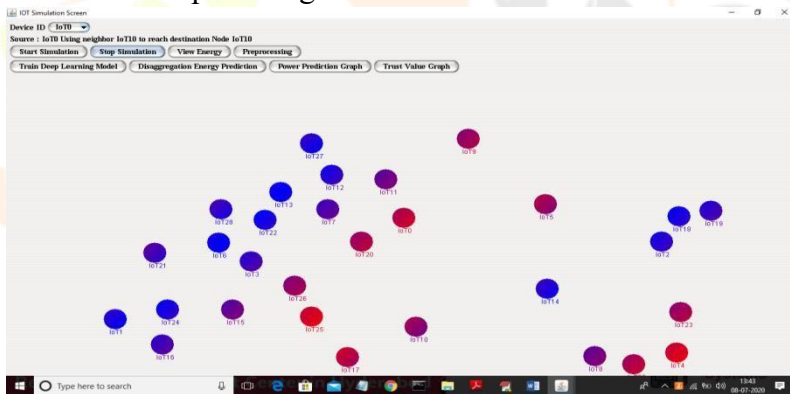 IOT Simulation Screen
Device ID IoT0
Source : IoT0 Using neighbor IoT10 to reach destination Node IoT10
Start Simulation Stop Simulation View Energy Preprocessing
Train Deep Learning Model Disaggregation Energy Prediction Power Prediction Graph Trust Value Graph
IoT9
IoT27
IoT12 IoT11
IoT13
IoT28 IoT22 IoT7 IoT0 IoT5 IoT18 IoT19
IoT6 IoT20 IoT2
IoT21 IoT3
IoT26 IoT14
IoT1 IoT24 IoT15 IoT25 IoT10 IoT23
IoT16 IoT17 IoT8 IoT4
Type here to search
13:43
08-07-2020